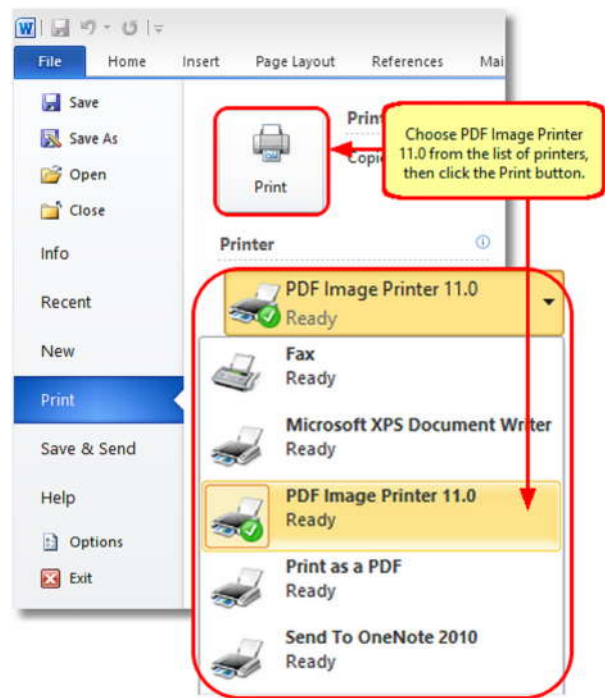 W
File Home Insert Page Layout References Mai
Save
Save As
Open
Close
Info
Recent
New
Print
Save & Send
Help
Options
Exit
Print
Print
Copie
Choose PDF Image Printer
11.0 from the list of printers,
then click the Print button.
Printer
PDF Image Printer 11.0
Ready
Fax
Ready
Microsoft XPS Document Writer
Ready
PDF Image Printer 11.0
Ready
Print as a PDF
Ready
Send To OneNote 2010
Ready